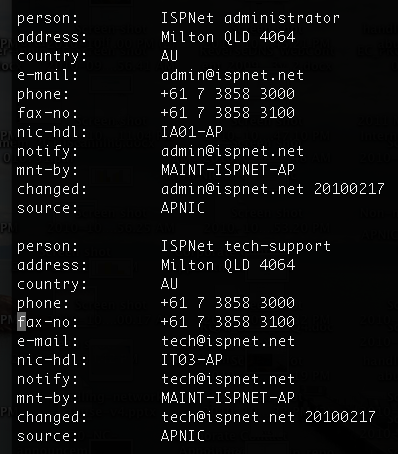 person: ISPNet administrator
address: Milton QLD 4064
country: AU
e-mail: admin@ispnet.net
phone: +61 7 3858 3000
fax-no: +61 7 3858 3100
nic-hdl: IA01-AP
notify: admin@ispnet.net
mnt-by: MAINT-ISPNET-AP
changed: admin@ispnet.net 20100217
source: APNIC
person: ISPNet tech-support
address: Milton QLD 4064
country: AU
phone: +61 7 3858 3000
fax-no: +61 7 3858 3100
e-mail: tech@ispnet.net
nic-hdl: IT03-AP
notify: tech@ispnet.net
mnt-by: MAINT-ISPNET-AP
changed: tech@ispnet.net 20100217
source: APNIC